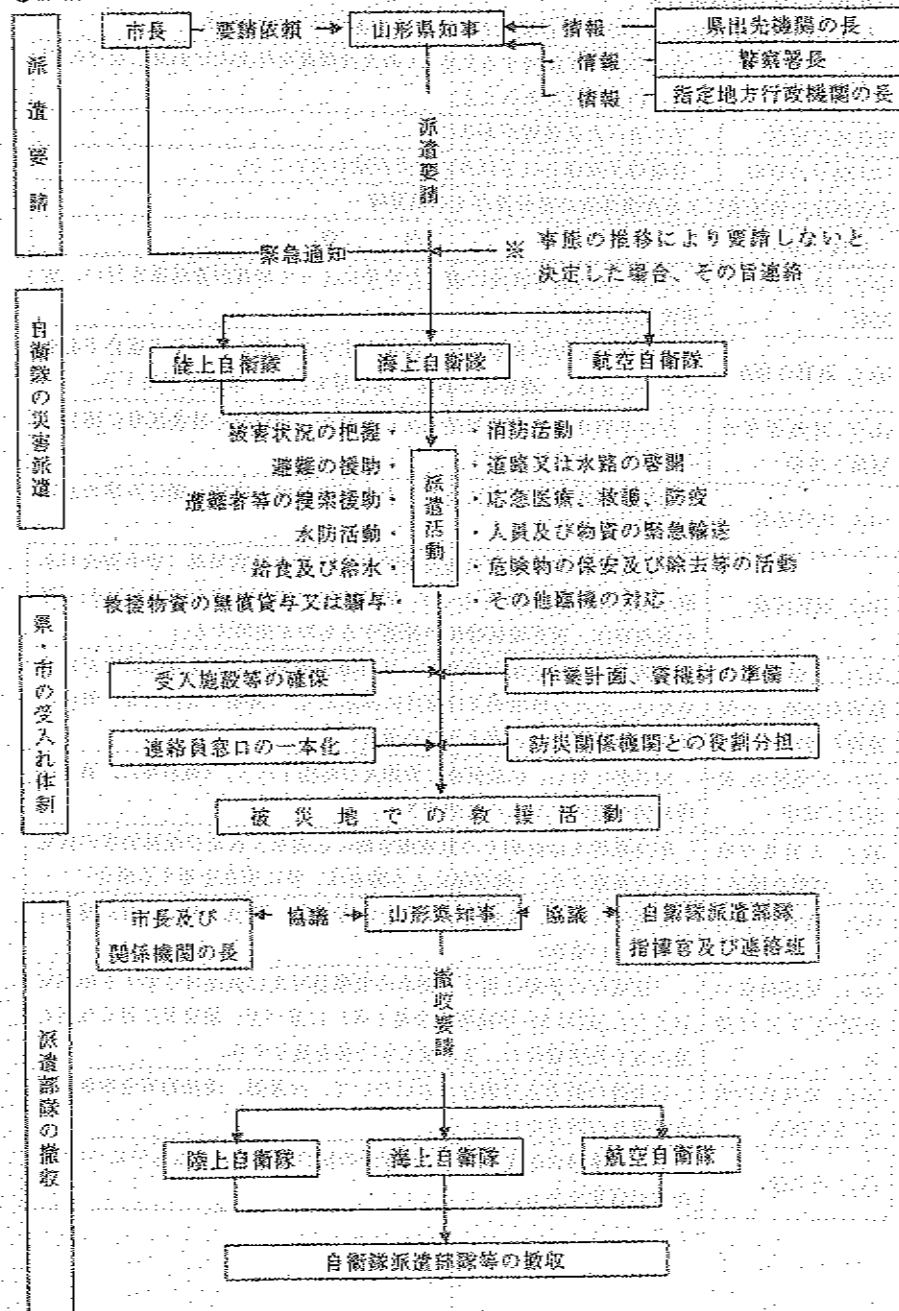 派遣要請
市長
要請依頼
山形県知事
情報
県出先機関の長
情報
警察署長
情報
指定地方行政機関の長
派遣要請
緊急通知
※ 事態の推移により要請しないと
決定した場合、その旨連絡
自衛隊の災害派遣
陸上自衛隊
海上自衛隊
航空自衛隊
被害状況の把握・
避難の援助・
遭難者等の捜索援助・
水防活動・
給食及び給水・
救援物資の無償貸与又は贈与・
派遣活動
・消防活動
・道路又は水路の啓開
・応急医療、救護、防疫
・人員及び物資の緊急輸送
・危険物の保安及び除去等の活動
・その他臨機の対応
県・市の受入れ体制
受入施設等の確保
作業計画、資機材の準備
連絡員窓口の一本化
防災関係機関との役割分担
被災地での救援活動
派遣部隊の撤収
市長及び
関係機関の長
協議
山形県知事
協議
自衛隊派遣部隊
指揮官及び連絡班
撤収要請
陸上自衛隊
海上自衛隊
航空自衛隊
自衛隊派遣部隊等の撤収